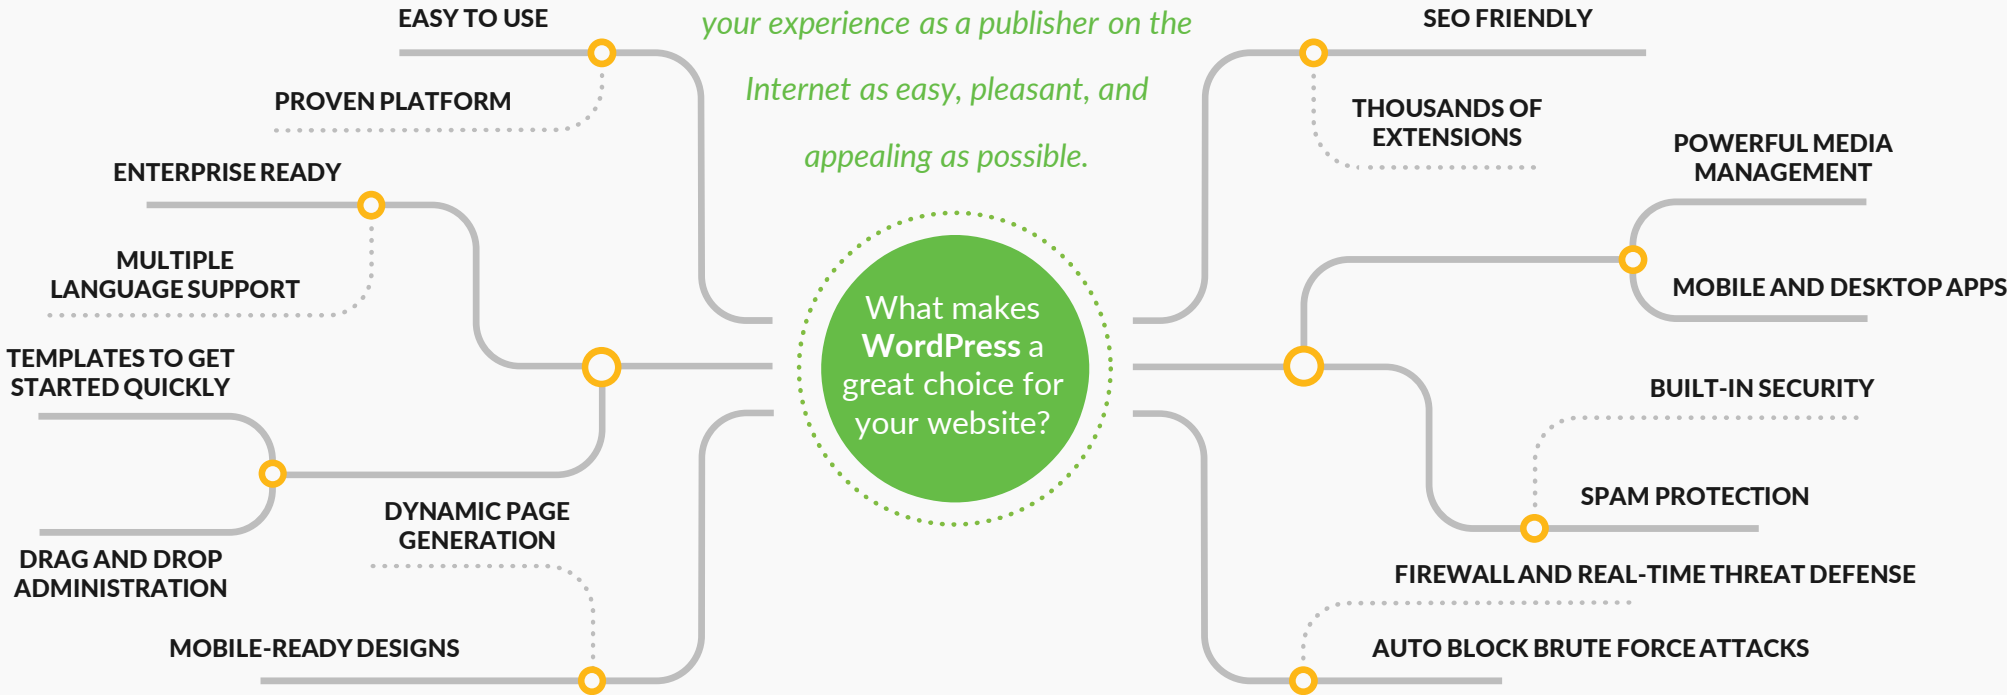 EASY TO USE
PROVEN PLATFORM
ENTERPRISE READY
MULTIPLE
LANGUAGE SUPPORT
TEMPLATES TO GET
STARTED QUICKLY
DRAG AND DROP
ADMINISTRATION
DYNAMIC PAGE
GENERATION
MOBILE-READY DESIGNS
your experience as a publisher on the
Internet as easy, pleasant, and
appealing as possible.
What makes
WordPress a
great choice for
your website?
SEO FRIENDLY
THOUSANDS OF
EXTENSIONS
POWERFUL MEDIA
MANAGEMENT
MOBILE AND DESKTOP APPS
BUILT-IN SECURITY
SPAM PROTECTION
FIREWALL AND REAL-TIME THREAT DEFENSE
AUTO BLOCK BRUTE FORCE ATTACKS